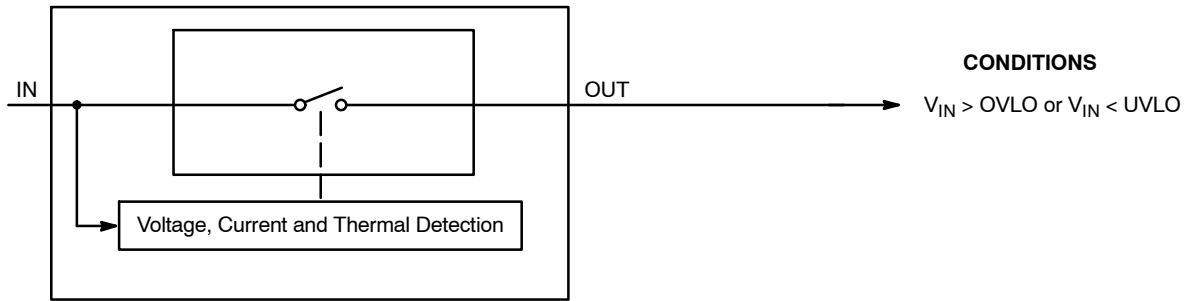 CONDITIONS
IN
OUT
V_IN > OVLO or V_IN < UVLO
Voltage, Current and Thermal Detection